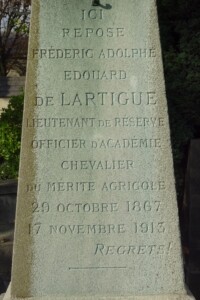 ICI
REPOSE
FRÉDÉRIC ADOLPHE
EDOUARD
DE LARTIGUE
LIEUTENANT DE RÉSERVE
OFFICIER D'ACADÉMIE
CHEVALIER
DU MÉRITE AGRICOLE
29 OCTOBRE 1867
17 NOVEMBRE 1913
REGRETS!